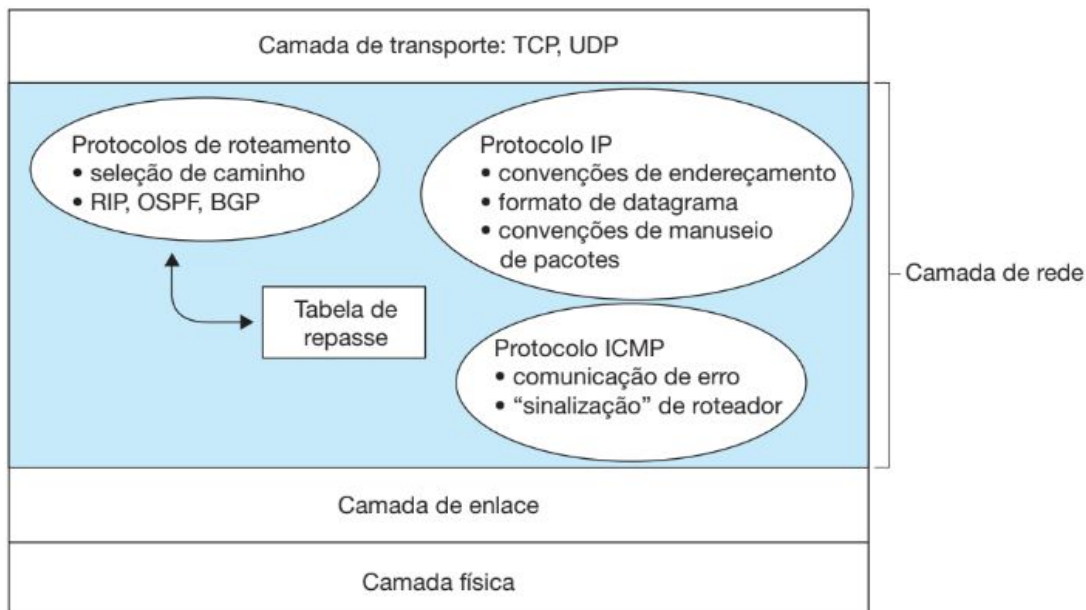 Camada de transporte: TCP, UDP
Protocolos de roteamento
• seleção de caminho
• RIP, OSPF, BGP
Protocolo IP
• convenções de endereçamento
• formato de datagrama
• convenções de manuseio
de pacotes
Camada de rede
Tabela de
repasse
Protocolo ICMP
• comunicação de erro
• “sinalização” de roteador
Camada de enlace
Camada física